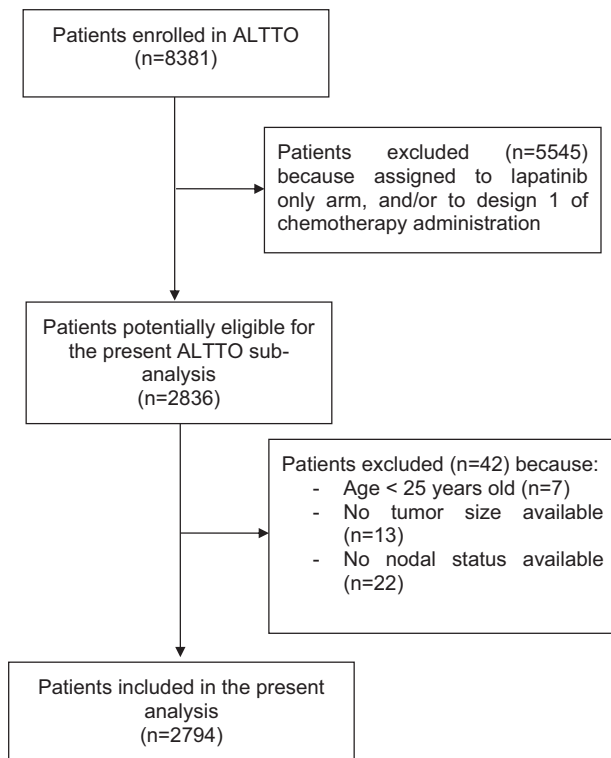 Patients enrolled in ALTTO
(n=8381)
Patients excluded (n=5545)
because assigned to lapatinib
only arm, and/or to design 1 of
chemotherapy administration
Patients potentially eligible for
the present ALTTO sub-
analysis
(n=2836)
Patients excluded (n=42) because:
- Age < 25 years old (n=7)
- No tumor size available
(n=13)
- No nodal status available
(n=22)
Patients included in the present
analysis
(n=2794)